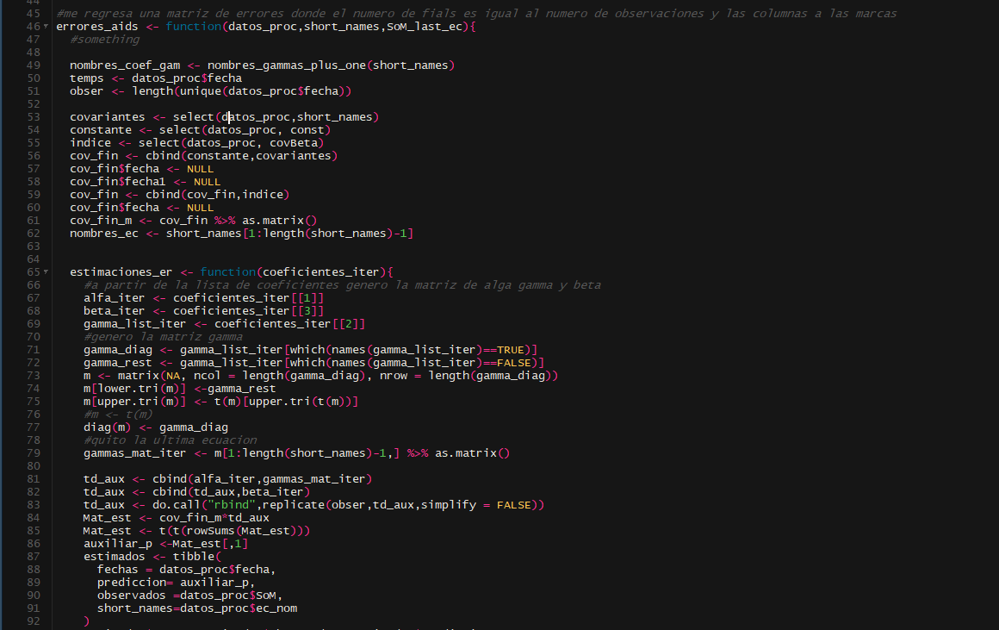 44
45 #me regresa una matriz de errores donde el numero de fials es igual al numero de observaciones y las columnas a las marcas
46 errores_aids <- function(datos_proc,short_names,SoM_last_ec){
47 #something
48
49 nombres_coef_gam <- nombres_gammas_plus_one(short_names)
50 temps <- datos_proc$fecha
51 obser <- length(unique(datos_proc$fecha))
52
53 covariantes <- select(datos_proc,short_names)
54 constante <- select(datos_proc, const)
55 indice <- select(datos_proc, covBeta)
56 cov_fin <- cbind(constante,covariantes)
57 cov_fin$fecha <- NULL
58 cov_fin$fecha1 <- NULL
59 cov_fin <- cbind(cov_fin,indice)
60 cov_fin$fecha <- NULL
61 cov_fin_m <- cov_fin %>% as.matrix()
62 nombres_ec <- short_names[1:length(short_names)-1]
63
64
65 estimaciones_er <- function(coeficientes_iter){
66 #a partir de la lista de coeficientes genero la matriz de alga gamma y beta
67 alfa_iter <- coeficientes_iter[[1]]
68 beta_iter <- coeficientes_iter[[3]]
69 gamma_list_iter <- coeficientes_iter[[2]]
70 #genero la matriz gamma
71 gamma_diag <- gamma_list_iter[which(names(gamma_list_iter)==TRUE)]
72 gamma_rest <- gamma_list_iter[which(names(gamma_list_iter)==FALSE)]
73 m <- matrix(NA, ncol = length(gamma_diag), nrow = length(gamma_diag))
74 m[lower.tri(m)] <-gamma_rest
75 m[upper.tri(m)] <- t(m)[upper.tri(t(m))]
76 #m <- t(m)
77 diag(m) <- gamma_diag
78 #quito la ultima ecuacion
79 gammas_mat_iter <- m[1:length(short_names)-1,] %>% as.matrix()
80
81 td_aux <- cbind(alfa_iter,gammas_mat_iter)
82 td_aux <- cbind(td_aux,beta_iter)
83 td_aux <- do.call("rbind",replicate(obser,td_aux,simplify = FALSE))
84 Mat_est <- cov_fin_m*td_aux
85 Mat_est <- t(t(rowSums(Mat_est)))
86 auxiliar_p <-Mat_est[,1]
87 estimados <- tibble(
88 fechas = datos_proc$fecha,
89 prediccion= auxiliar_p,
90 observados =datos_proc$SoM,
91 short_names=datos_proc$ec_nom
92 )